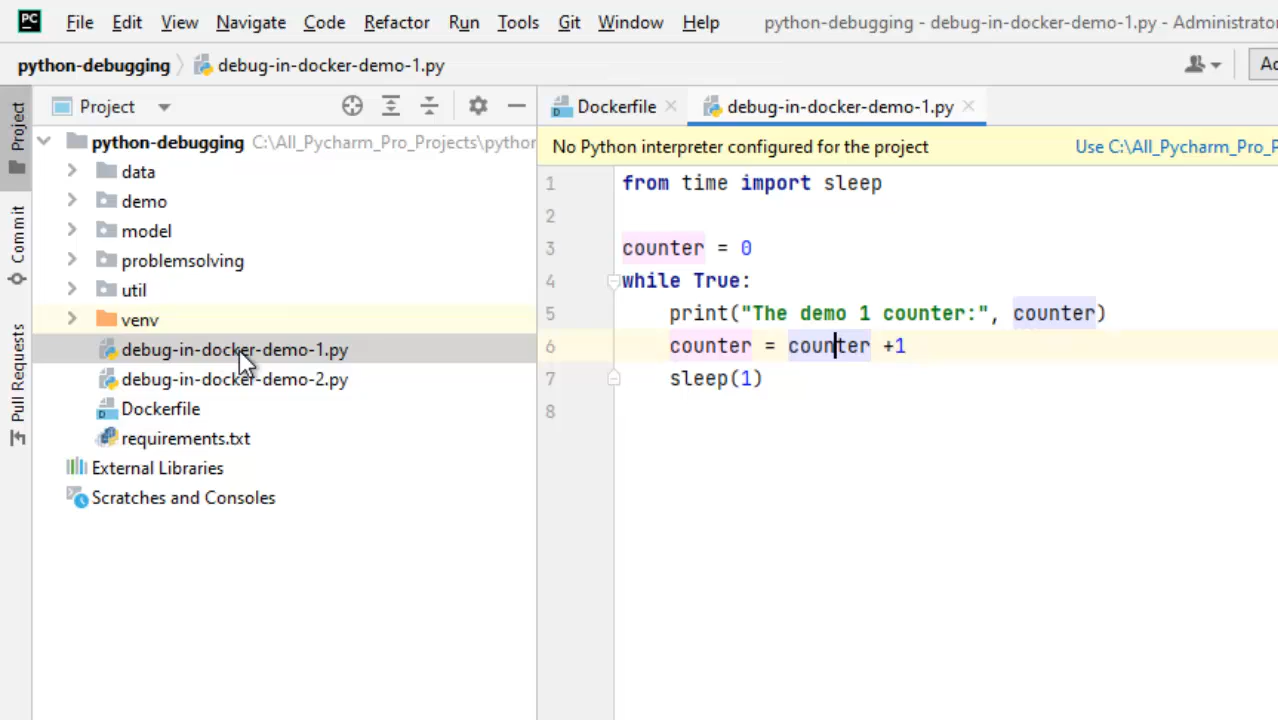 PC File Edit View Navigate Code Refactor Run Tools Git Window Help python-debugging - debug-in-docker-demo-1.py - Administrator
python-debugging debug-in-docker-demo-1.py
Project
Commit
Pull Requests
Project
python-debugging C:\All_Pycharm_Pro_Projects\python
data
demo
model
problemsolving
util
venv
debug-in-docker-demo-1.py
debug-in-docker-demo-2.py
Dockerfile
requirements.txt
External Libraries
Scratches and Consoles
Dockerfile debug-in-docker-demo-1.py
No Python interpreter configured for the project Use C:\All_Pycharm_Pro_P
1 from time import sleep
2
3 counter = 0
4 while True:
5 print("The demo 1 counter:", counter)
6 counter = counter +1
7 sleep(1)
8